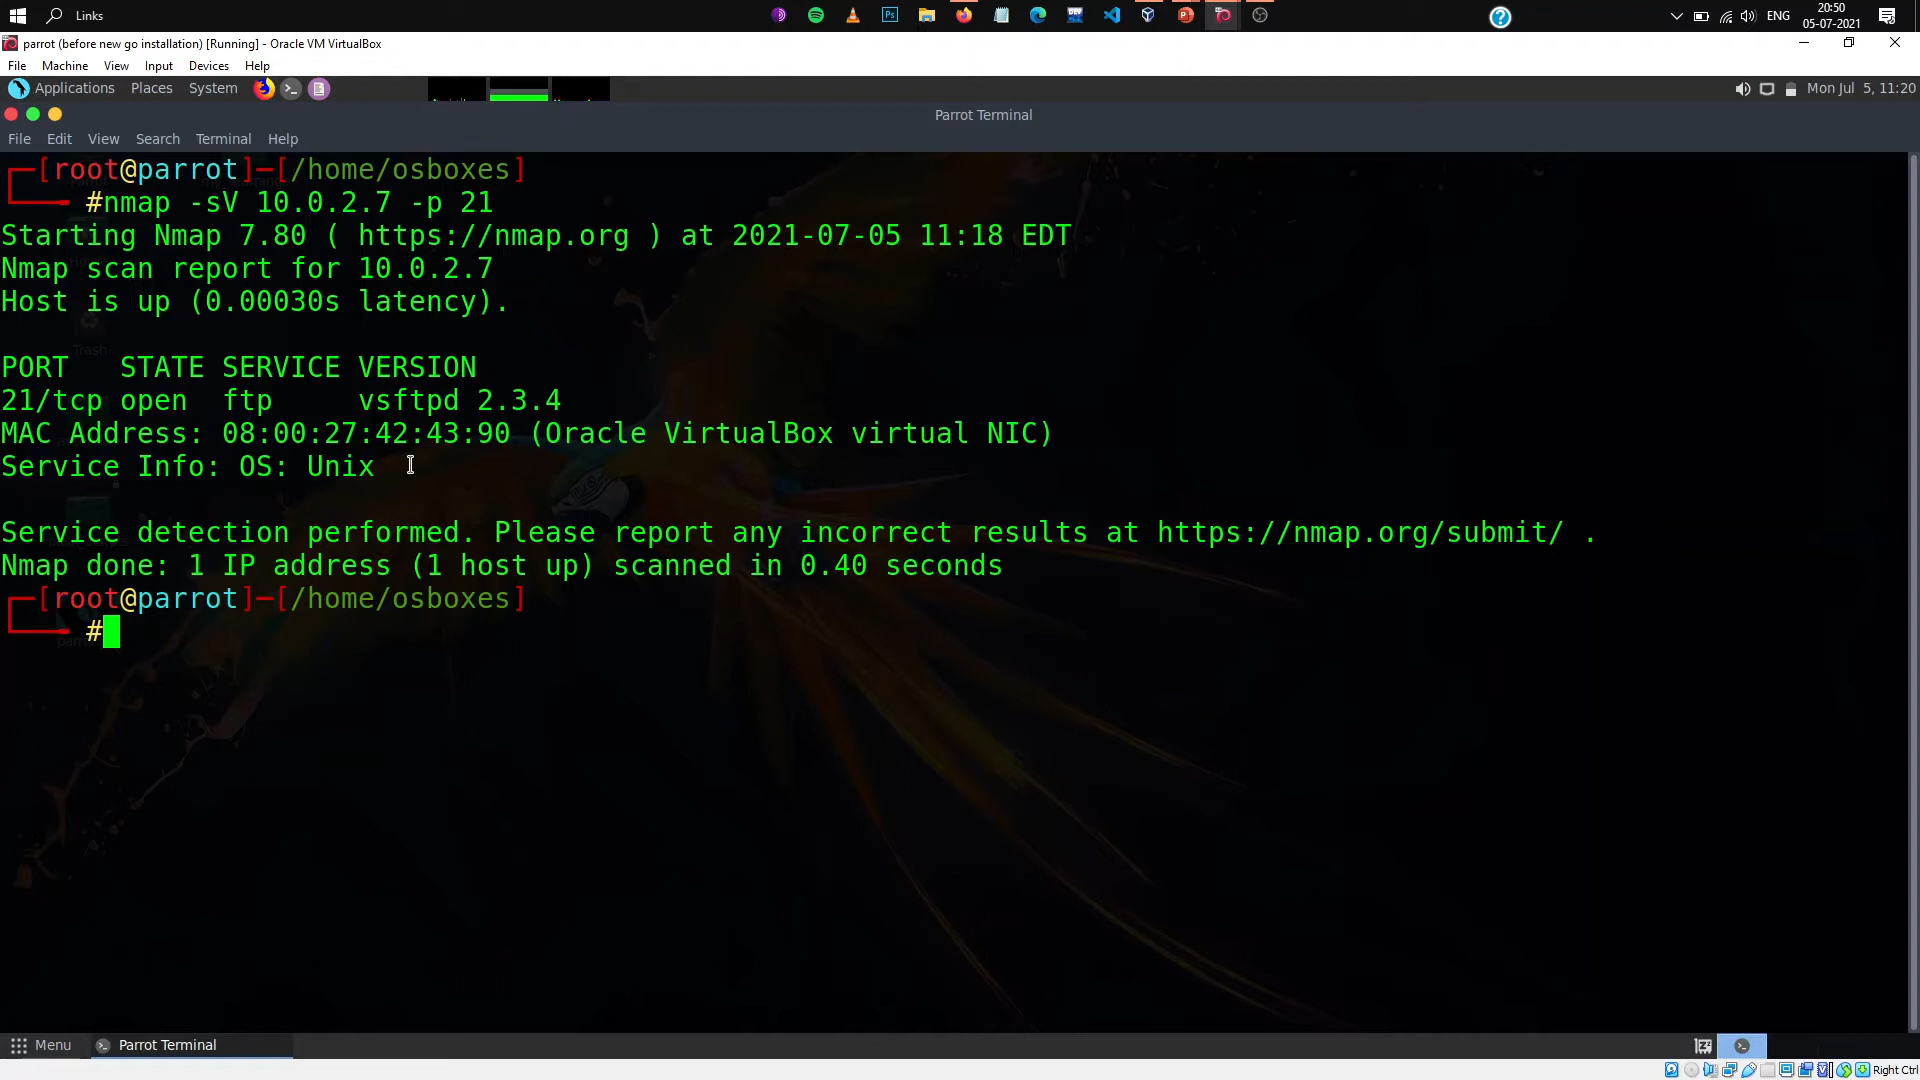 Links
ENG
20:50
05-07-2021
parrot (before new go installation) [Running] - Oracle VM VirtualBox
File Machine View Input Devices Help
Applications Places System
Mon Jul 5, 11:20
Parrot Terminal
File Edit View Search Terminal Help
┌─[root@parrot]─[/home/osboxes]
└──╼ #nmap -sV 10.0.2.7 -p 21
Starting Nmap 7.80 ( https://nmap.org ) at 2021-07-05 11:18 EDT
Nmap scan report for 10.0.2.7
Host is up (0.00030s latency).
PORT   STATE SERVICE VERSION
21/tcp open  ftp     vsftpd 2.3.4
MAC Address: 08:00:27:42:43:90 (Oracle VirtualBox virtual NIC)
Service Info: OS: Unix
Trash
Service detection performed. Please report any incorrect results at https://nmap.org/submit/ .
Nmap done: 1 IP address (1 host up) scanned in 0.40 seconds
┌─[root@parrot]─[/home/osboxes]
└──╼ #
Menu
Parrot Terminal
Right Ctrl